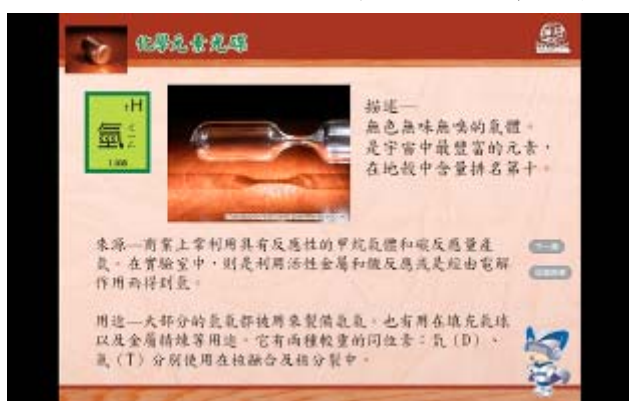 化學元素光碟
1H
氫
1.008
描述—
無色無味無嗅的氣體。
是宇宙中最豐富的元素,
在地殼中含量排名第十。
來源—商業上常利用具有反應性的甲烷氣體和碳反應量產
氫。在實驗室中,則是利用活性金屬和酸反應或是經由電解
作用而得到氫。
用途—大部分的氫氣都被用來製備氨氣。也有用在填充氣球
以及金屬精煉等用途。它有兩種較重的同位素:氘(D)、
氚(T)分別使用在核融合及核分裂中。